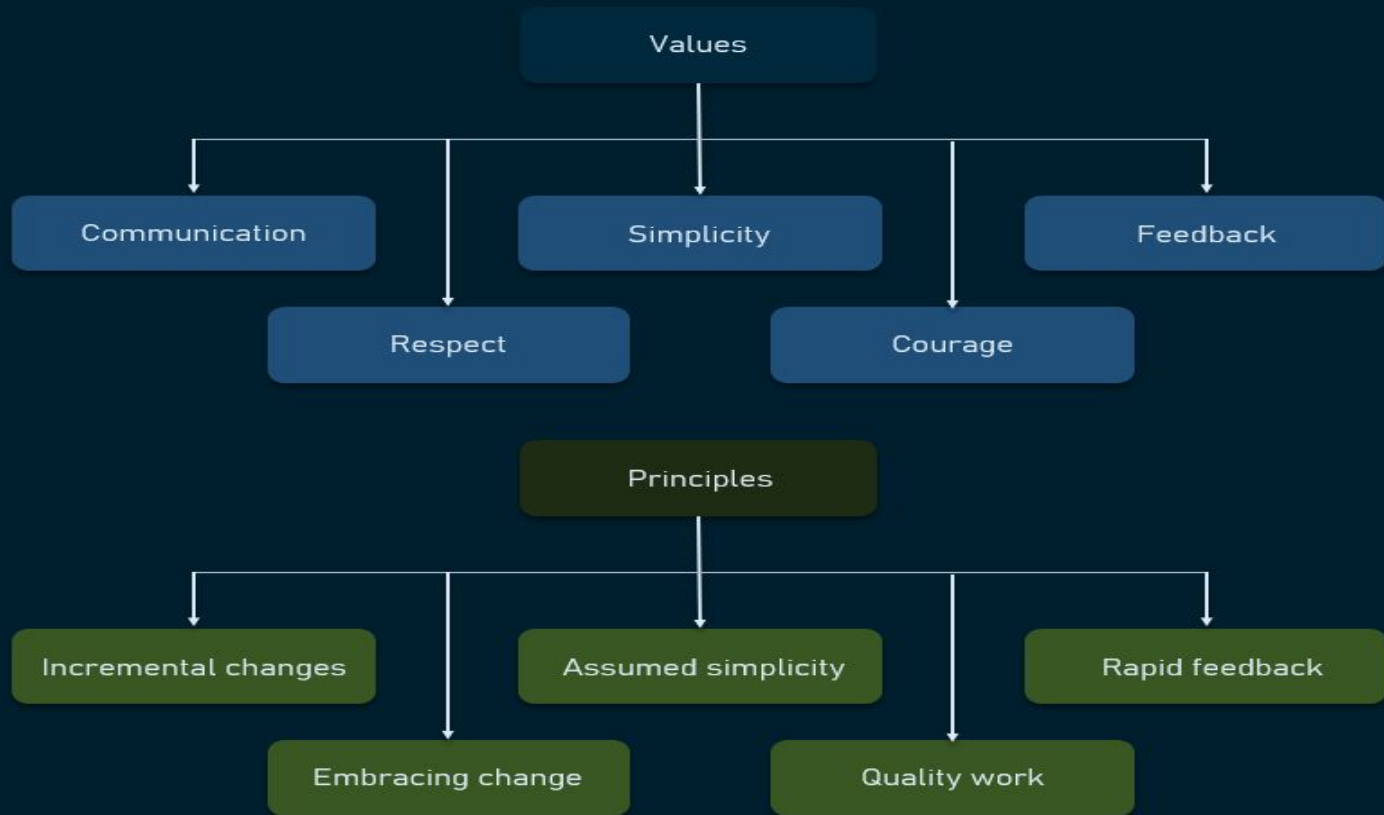 Values
Communication
Simplicity
Feedback
Respect
Courage
Principles
Incremental changes
Assumed simplicity
Rapid feedback
Embracing change
Quality work